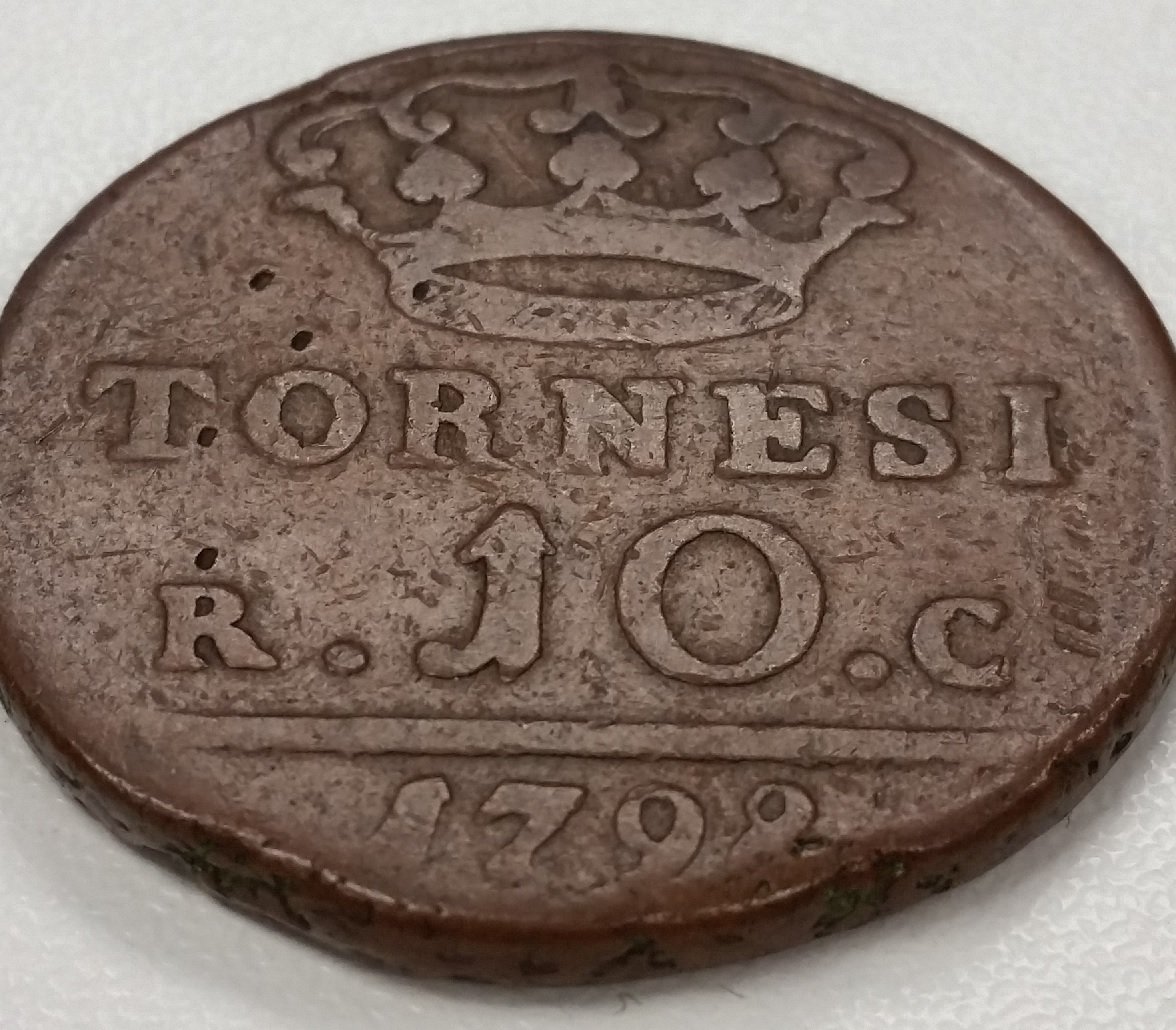 TORNESI
R. 10 . C
1798